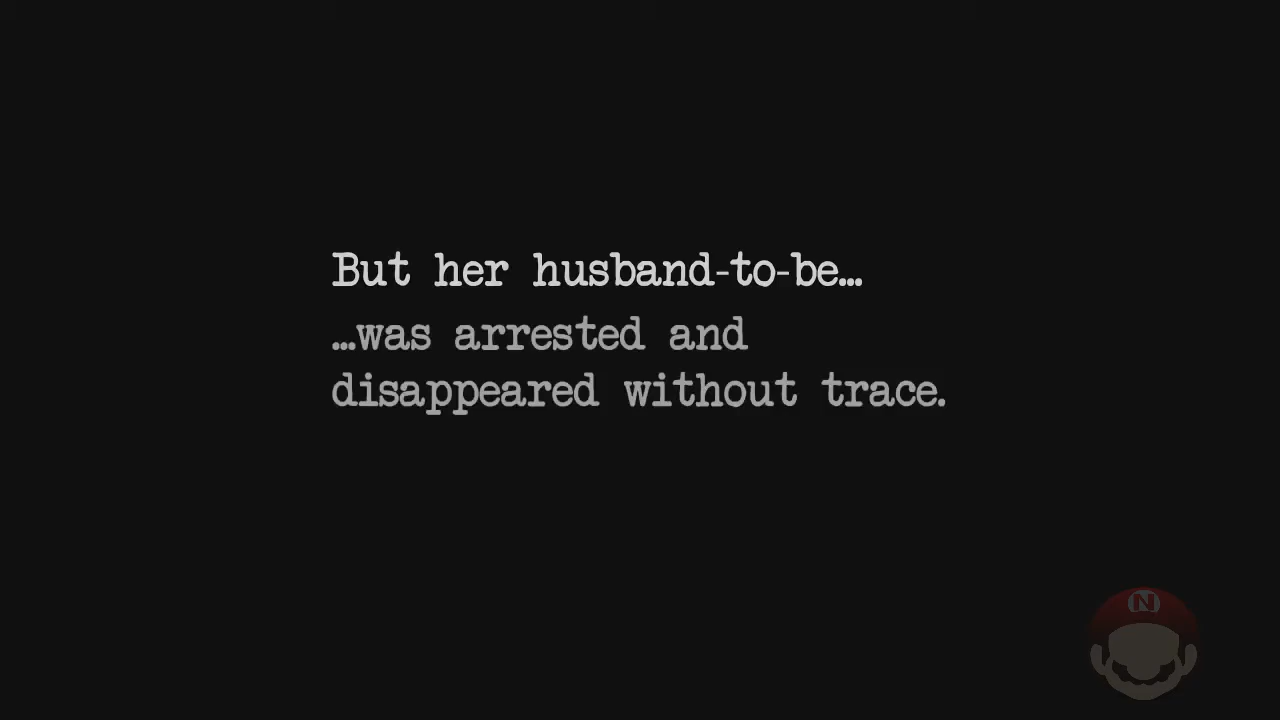 But her husband-to-be...
...was arrested and
disappeared without trace.
N